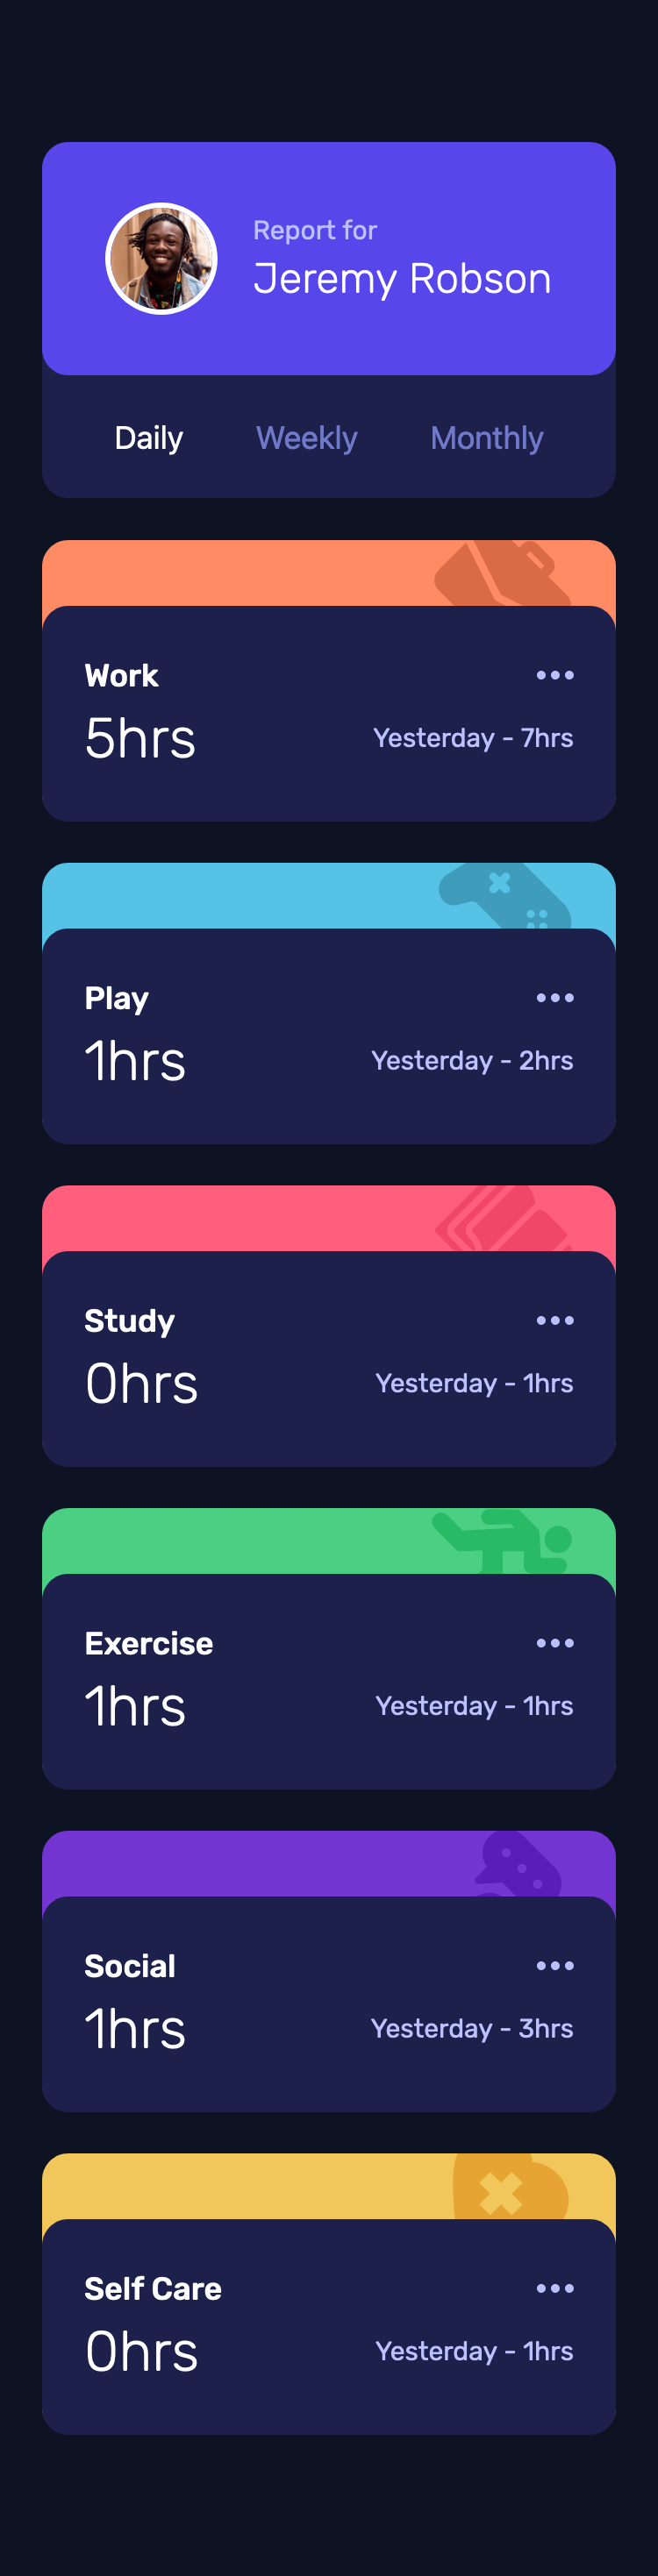 Report for
Jeremy Robson
Daily Weekly Monthly
Work
5hrs Yesterday - 7hrs
Play
1hrs Yesterday - 2hrs
Study
0hrs Yesterday - 1hrs
Exercise
1hrs Yesterday - 1hrs
Social
1hrs Yesterday - 3hrs
Self Care
0hrs Yesterday - 1hrs